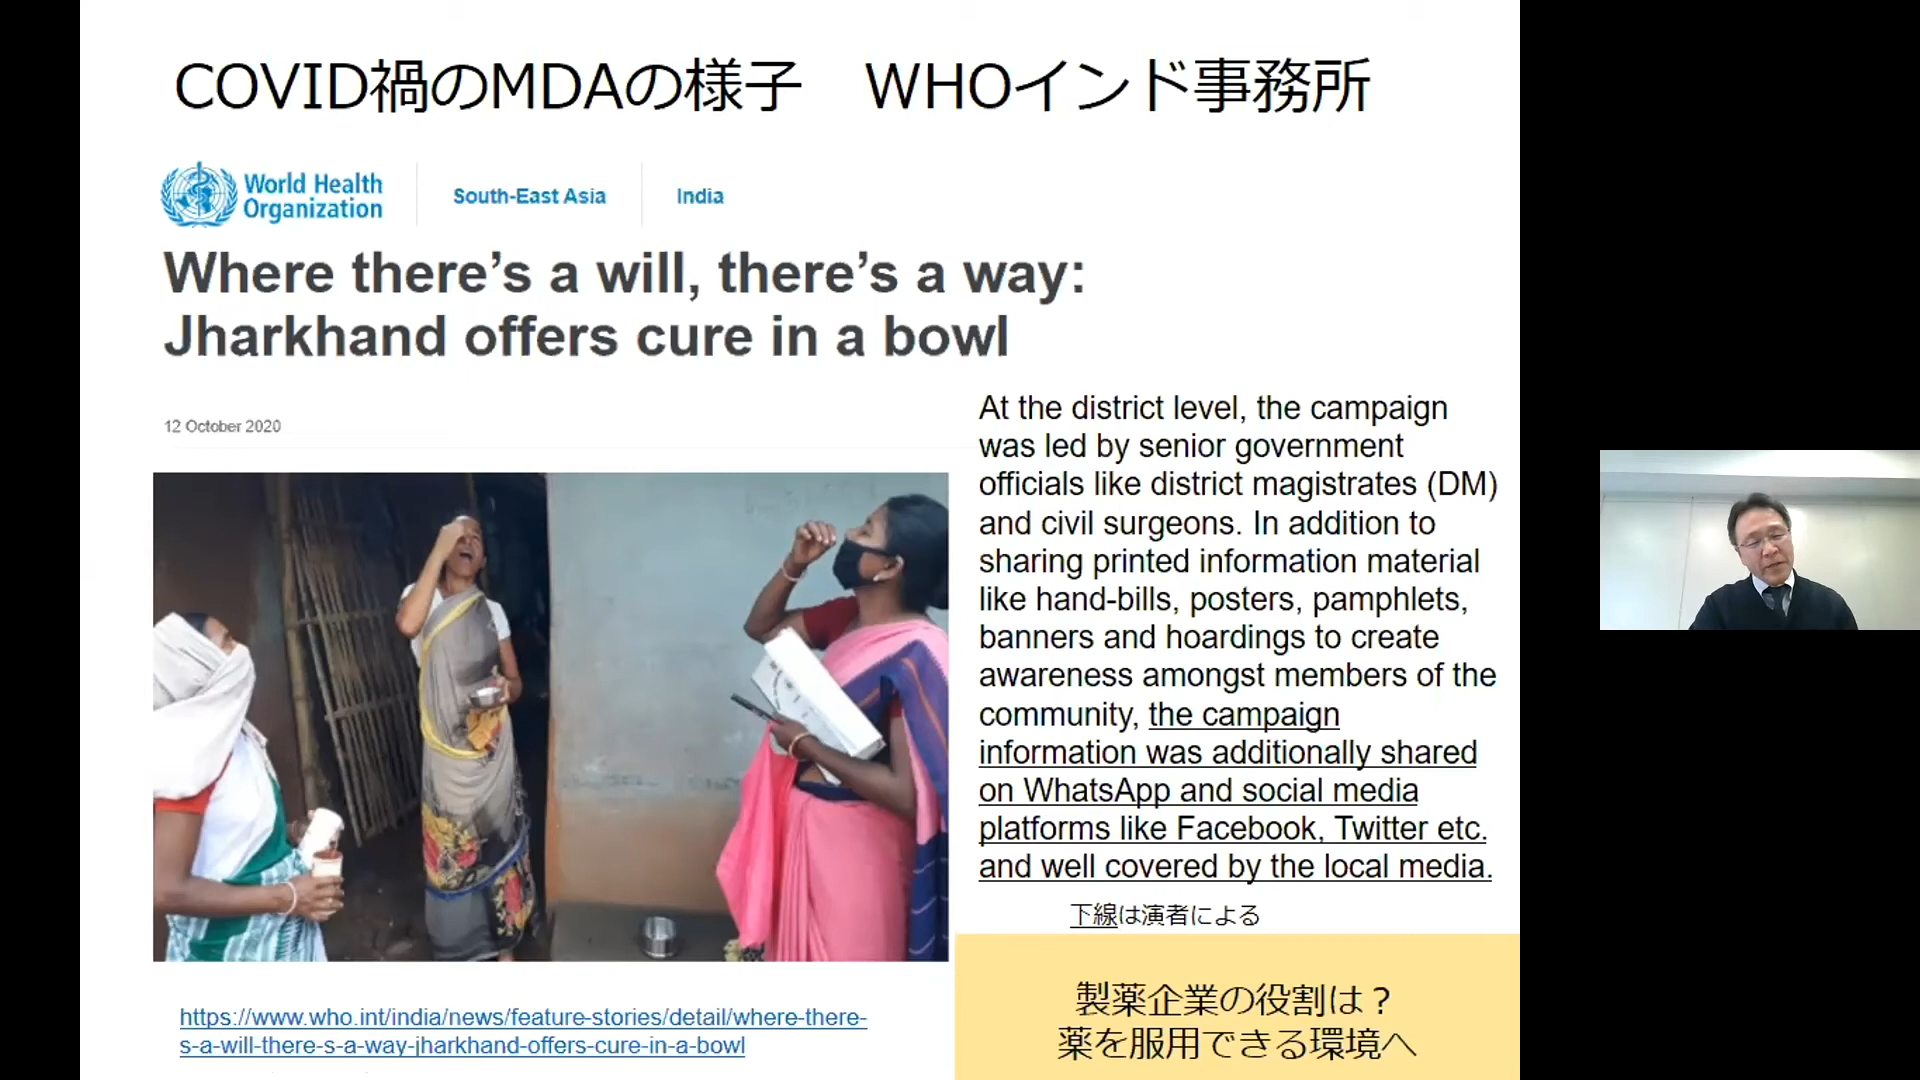 COVID禍のMDAの様子　WHOインド事務所
World Health Organization
South-East Asia
India
Where there’s a will, there’s a way:
Jharkhand offers cure in a bowl
12 October 2020
At the district level, the campaign
was led by senior government
officials like district magistrates (DM)
and civil surgeons. In addition to
sharing printed information material
like hand-bills, posters, pamphlets,
banners and hoardings to create
awareness amongst members of the
community, the campaign
information was additionally shared
on WhatsApp and social media
platforms like Facebook, Twitter etc.
and well covered by the local media.
下線は演者による
https://www.who.int/india/news/feature-stories/detail/where-there-
s-a-will-there-s-a-way-jharkhand-offers-cure-in-a-bowl
製薬企業の役割は？
薬を服用できる環境へ